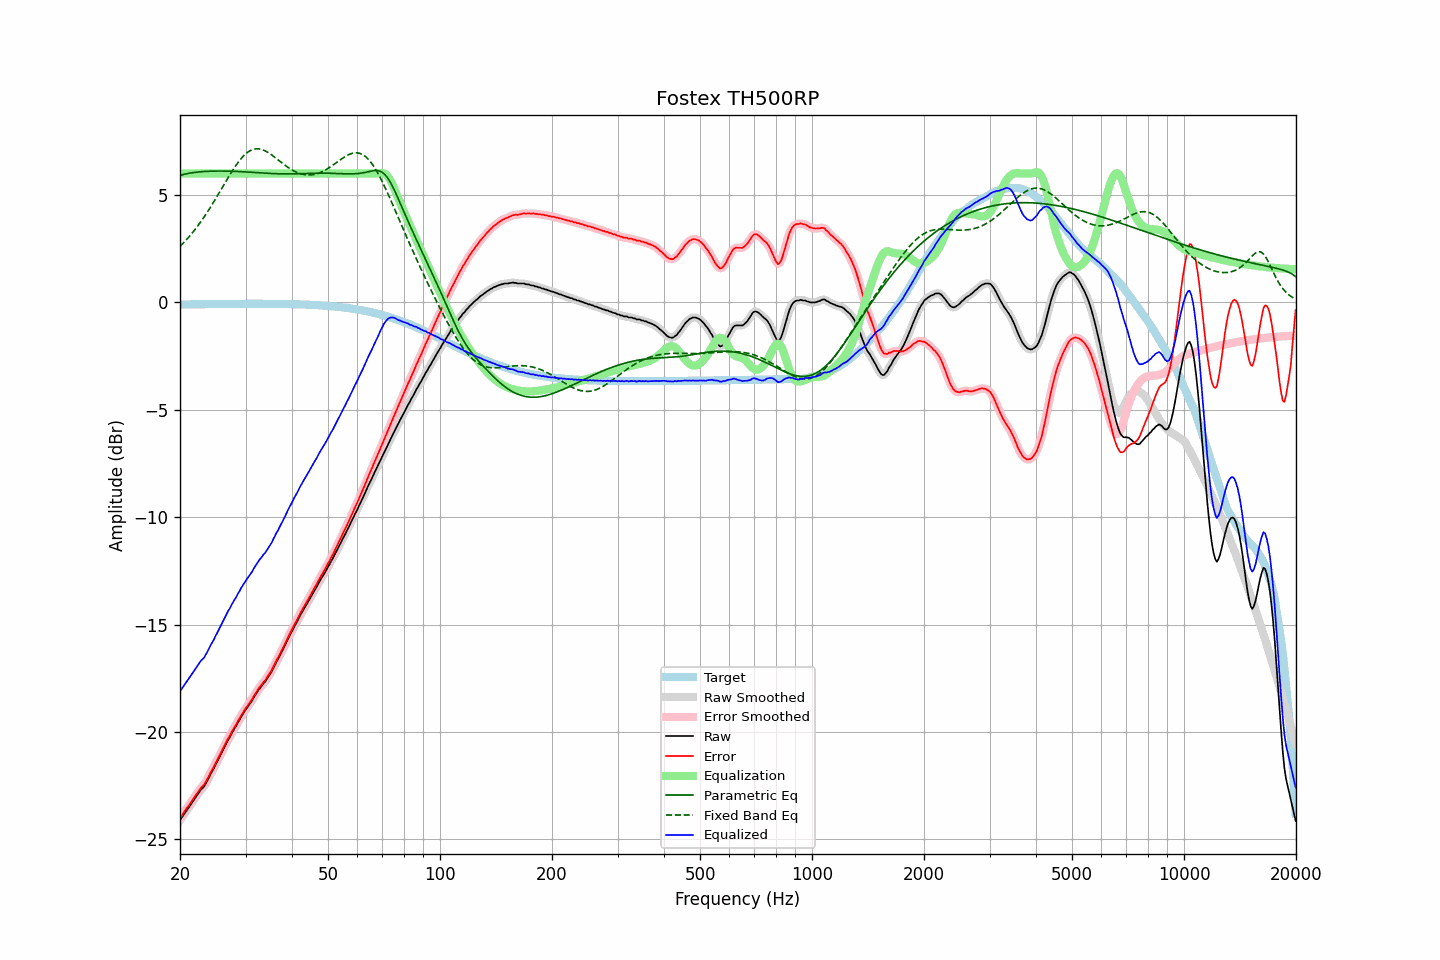 Fostex TH500RP
Amplitude (dBr)
5
0
−5
−10
−15
−20
−25
Target
Raw Smoothed
Error Smoothed
Raw
Error
Equalization
Parametric Eq
Fixed Band Eq
Equalized
20 50 100 200 500 1000 2000 5000 10000 20000
Frequency (Hz)